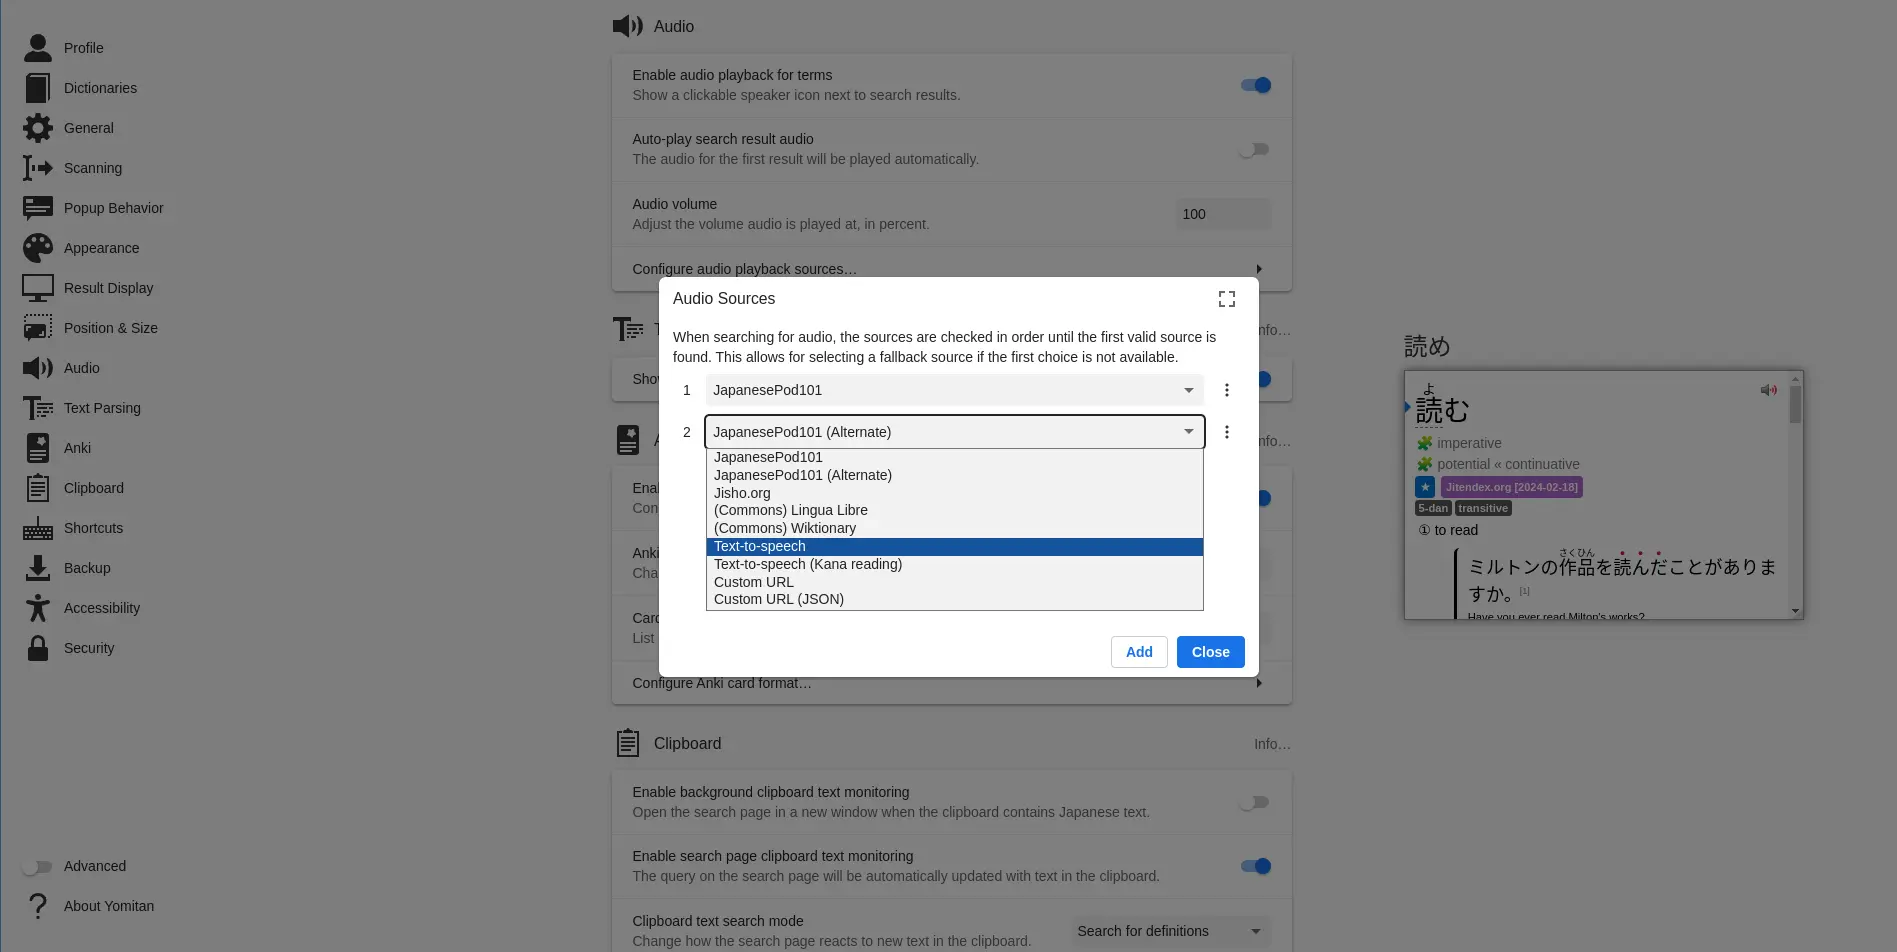 Profile
Dictionaries
General
Scanning
Popup Behavior
Appearance
Result Display
Position & Size
Audio
Text Parsing
Anki
Clipboard
Shortcuts
Backup
Accessibility
Security
Advanced
About Yomitan
Audio
Enable audio playback for terms
Show a clickable speaker icon next to search results.
Auto-play search result audio
The audio for the first result will be played automatically.
Audio volume
Adjust the volume audio is played at, in percent.
100
Configure audio playback sources…
Audio Sources
When searching for audio, the sources are checked in order until the first valid source is
found. This allows for selecting a fallback source if the first choice is not available.
1 JapanesePod101
2 JapanesePod101 (Alternate)
JapanesePod101
JapanesePod101 (Alternate)
Jisho.org
(Commons) Lingua Libre
(Commons) Wiktionary
Text-to-speech
Text-to-speech (Kana reading)
Custom URL
Custom URL (JSON)
Add
Close
Anki
List
Configure Anki card format…
Clipboard
Info…
Enable background clipboard text monitoring
Open the search page in a new window when the clipboard contains Japanese text.
Enable search page clipboard text monitoring
The query on the search page will be automatically updated with text in the clipboard.
Clipboard text search mode
Change how the search page reacts to new text in the clipboard.
Search for definitions
読め
よ
読む
imperative
potential « continuative
Jitendex.org [2024-02-18]
5-dan transitive
① to read
さくひん
ミルトンの作品を読んだことがありま
すか。[1]
Have you ever read Milton's works?